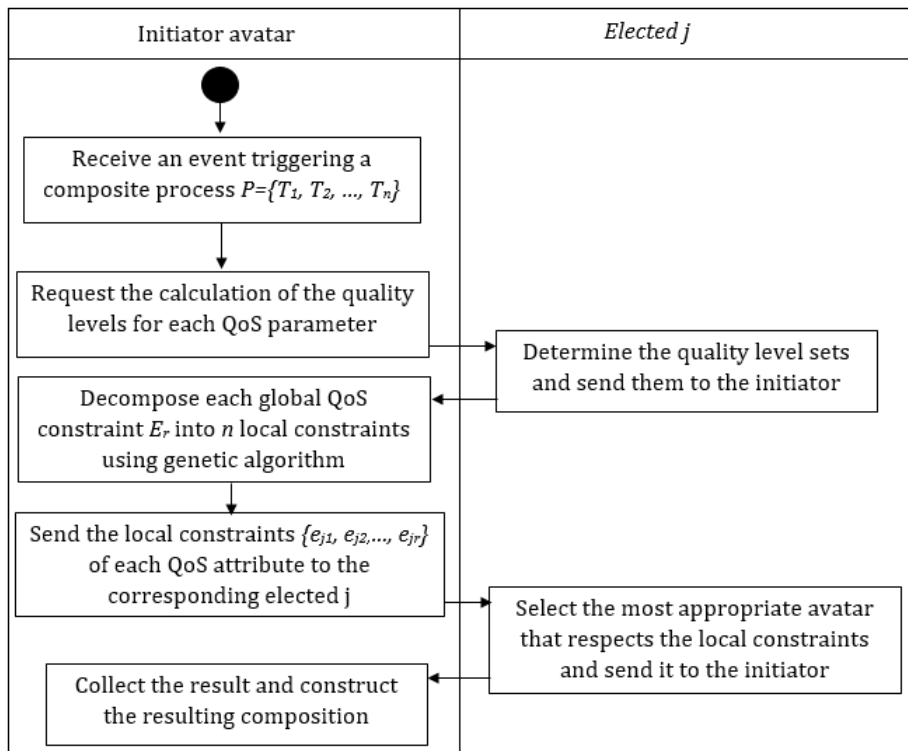 Initiator avatar
Elected j
Receive an event triggering a
composite process P={T₁, T₂, ..., Tₙ}
Request the calculation of the quality
levels for each QoS parameter
Determine the quality level sets
and send them to the initiator
Decompose each global QoS
constraint Eᵣ into n local constraints
using genetic algorithm
Send the local constraints {eⱼ₁, eⱼ₂,..., eⱼᵣ}
of each QoS attribute to the
corresponding elected j
Select the most appropriate avatar
that respects the local constraints
and send it to the initiator
Collect the result and construct
the resulting composition